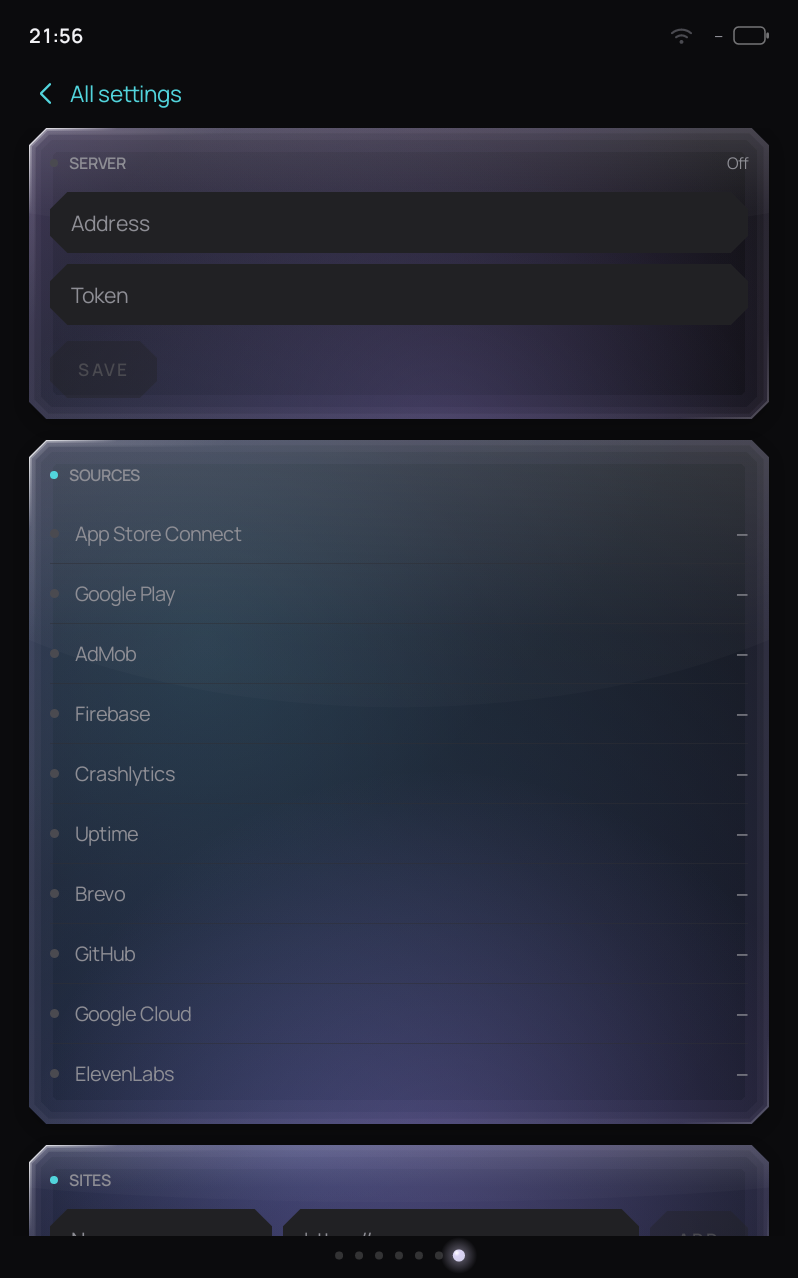 21:56
–
All settings
SERVER Off
Address
Token
SAVE
SOURCES
App Store Connect –
Google Play –
AdMob –
Firebase –
Crashlytics –
Uptime –
Brevo –
GitHub –
Google Cloud –
ElevenLabs –
SITES